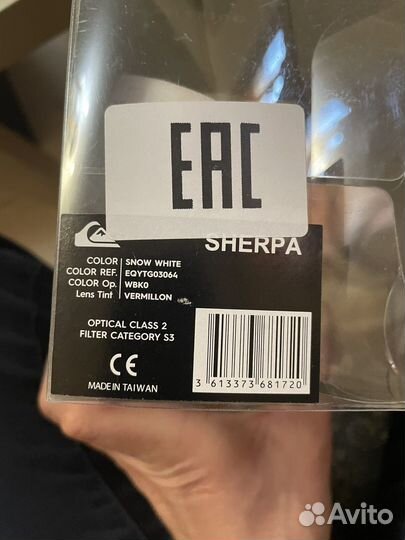 EAC
SHERPA
COLOR SNOW WHITE
COLOR REF. EQYTG03064
COLOR Op. WBK0
Lens Tint VERMILLON
OPTICAL CLASS 2
FILTER CATEGORY S3
CE
MADE IN TAIWAN
3 613373 681720
Avito